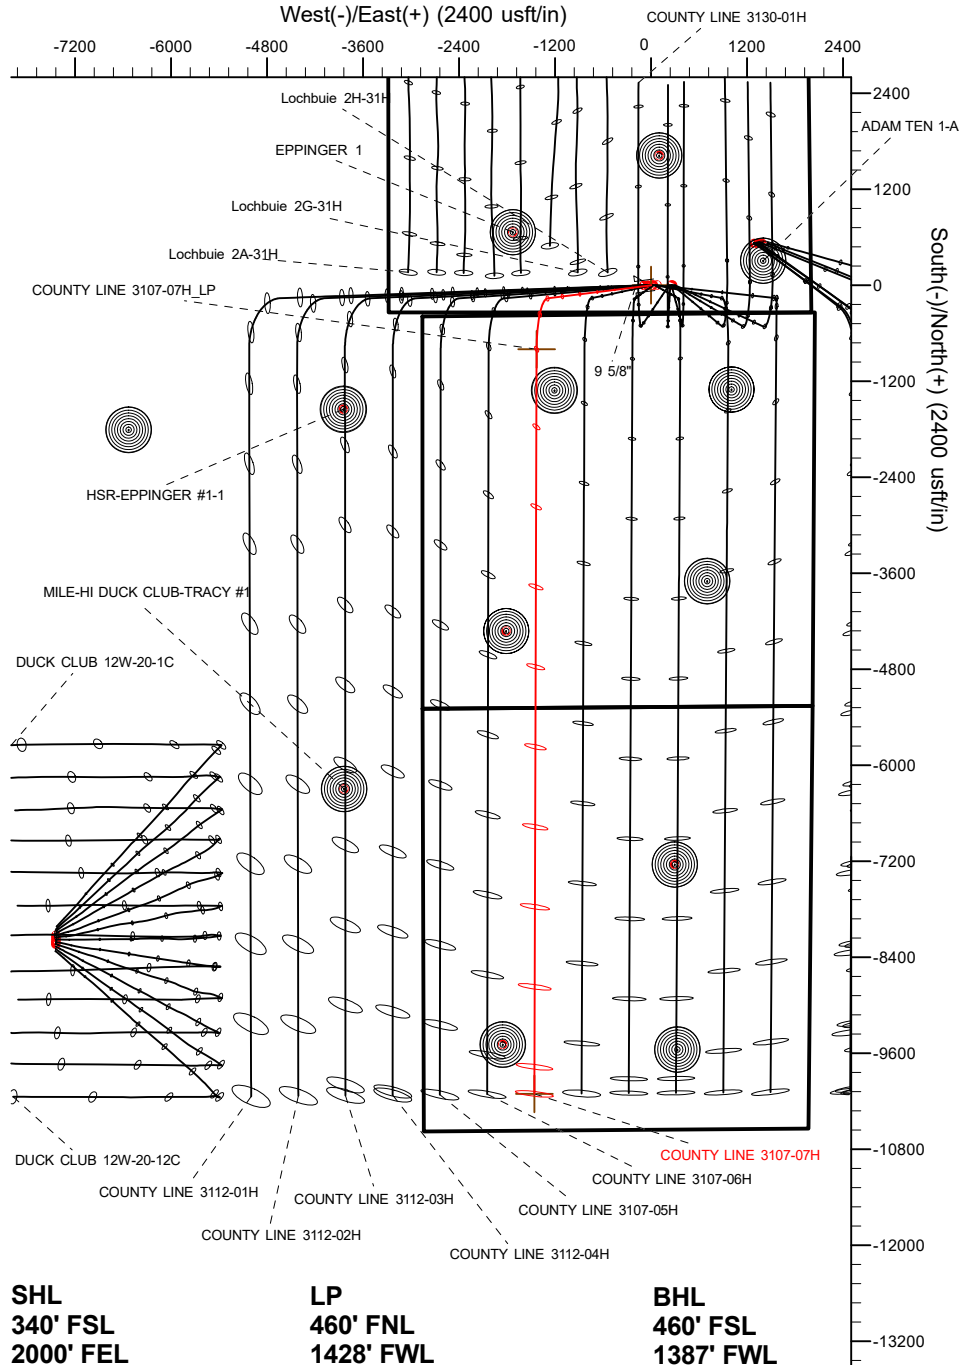 West(-)/East(+) (2400 usft/in)
COUNTY LINE 3130-01H
-7200 -6000 -4800 -3600 -2400 -1200 0 1200 2400
Lochbuie 2H-31H
2400
ADAM TEN 1-A
EPPINGER 1
1200
Lochbuie 2G-31H
Lochbuie 2A-31H
COUNTY LINE 3107-07H_LP
0
South(-)/North(+) (2400 usft/in)
9 5/8"
-1200
-2400
HSR-EPPINGER #1-1
-3600
MILE-HI DUCK CLUB-TRACY #1
DUCK CLUB 12W-20-1C
-4800
-6000
-7200
-8400
-9600
-10800
DUCK CLUB 12W-20-12C
COUNTY LINE 3107-07H
COUNTY LINE 3107-06H
COUNTY LINE 3112-01H
COUNTY LINE 3112-03H
COUNTY LINE 3107-05H
COUNTY LINE 3112-02H
COUNTY LINE 3112-04H
-12000
SHL
340' FSL
2000' FEL
LP
460' FNL
1428' FWL
BHL
460' FSL
1387' FWL
-13200